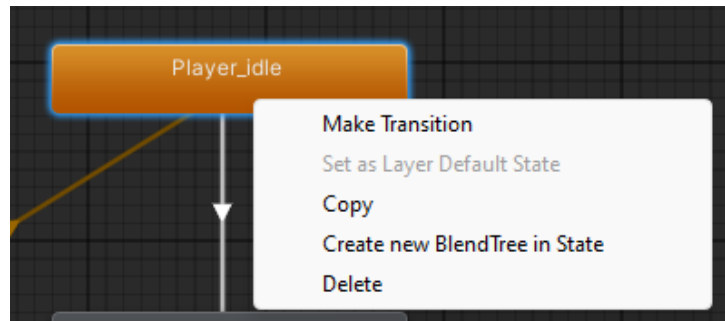 Player_idle
Make Transition
Set as Layer Default State
Copy
Create new BlendTree in State
Delete